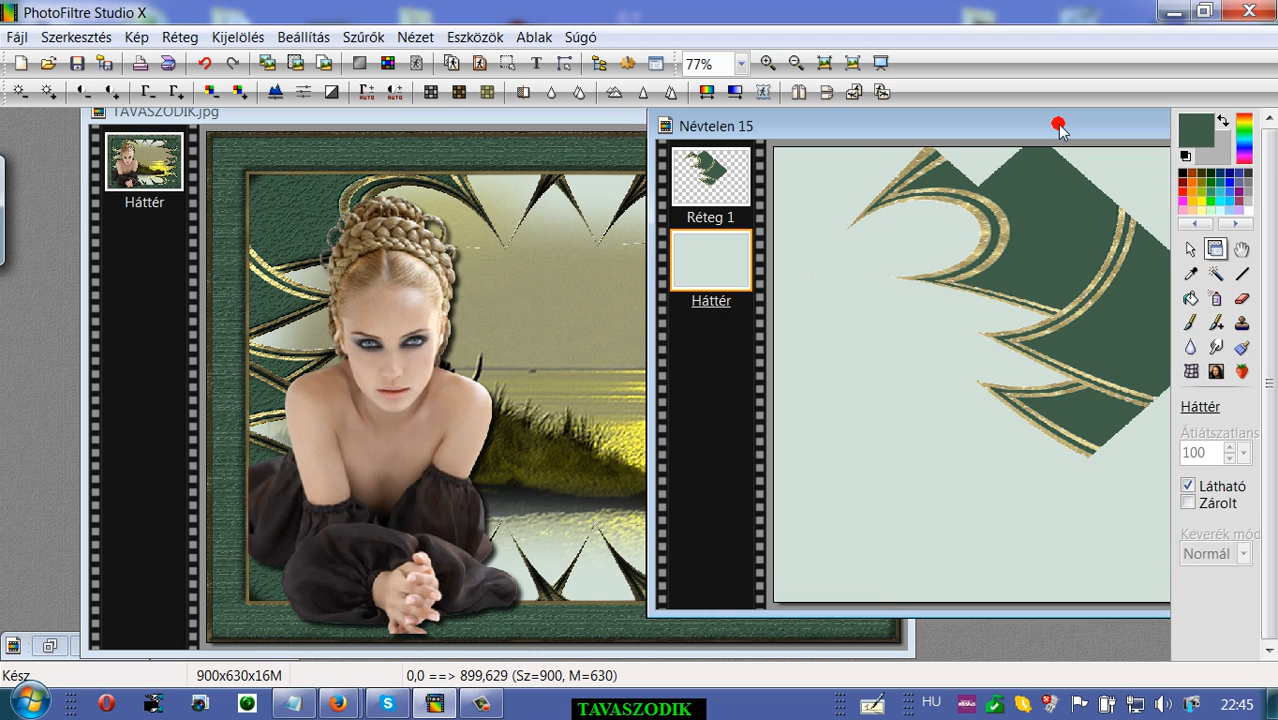 PhotoFiltre Studio X
Fájl Szerkesztés Kép Réteg Kijelölés Beállítás Szűrők Nézet Eszközök Ablak Súgó
77%
TAVASZODIK.jpg
Névtelen 15
Háttér
Réteg 1
Háttér
Háttér
Átlátszatlans
100
Látható
Zárolt
Keverék mód
Normál
Kész
900x630x16M
0,0 ==> 899,629 (Sz=900, M=630)
TAVASZODIK
HU
22:45